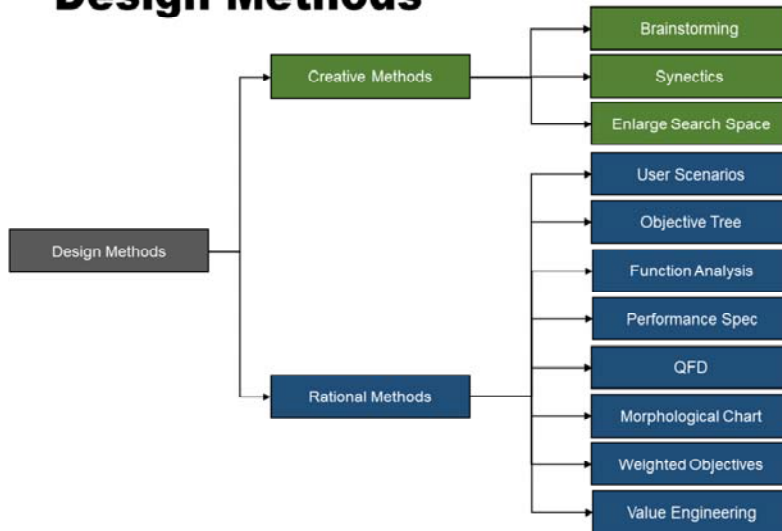 Design Methods
Brainstorming
Creative Methods
Synectics
Enlarge Search Space
User Scenarios
Objective Tree
Design Methods
Function Analysis
Performance Spec
QFD
Rational Methods
Morphological Chart
Weighted Objectives
Value Engineering